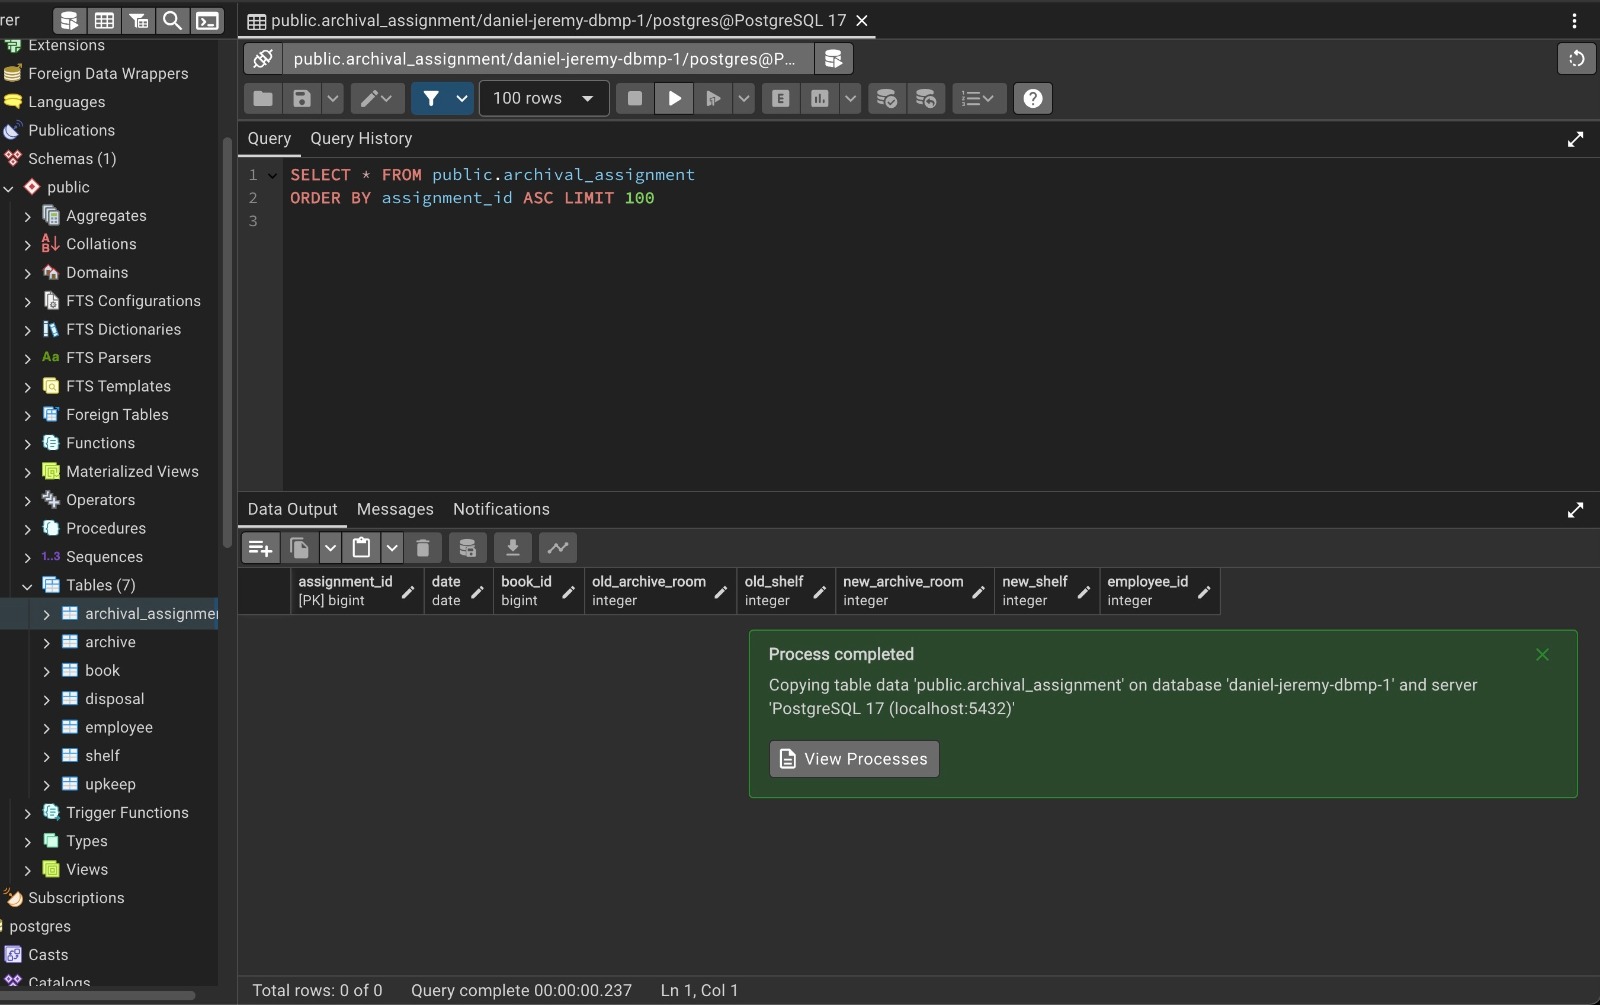 rer
public.archival_assignment/daniel-jeremy-dbmp-1/postgres@PostgreSQL 17
Extensions
Foreign Data Wrappers
Languages
Publications
Schemas (1)
public
Aggregates
Collations
Domains
FTS Configurations
FTS Dictionaries
Aa FTS Parsers
FTS Templates
Foreign Tables
Functions
Materialized Views
Operators
Procedures
1..3 Sequences
Tables (7)
archival_assignme
archive
book
disposal
employee
shelf
upkeep
Trigger Functions
Types
Views
Subscriptions
postgres
Casts
Catalogs
public.archival_assignment/daniel-jeremy-dbmp-1/postgres@P...
100 rows
E
Query Query History
1 SELECT * FROM public.archival_assignment
2 ORDER BY assignment_id ASC LIMIT 100
3
Data Output Messages Notifications
assignment_id
[PK] bigint
date
date
book_id
bigint
old_archive_room
integer
old_shelf
integer
new_archive_room
integer
new_shelf
integer
employee_id
integer
Process completed
Copying table data 'public.archival_assignment' on database 'daniel-jeremy-dbmp-1' and server
'PostgreSQL 17 (localhost:5432)'
View Processes
Total rows: 0 of 0 Query complete 00:00:00.237 Ln 1, Col 1